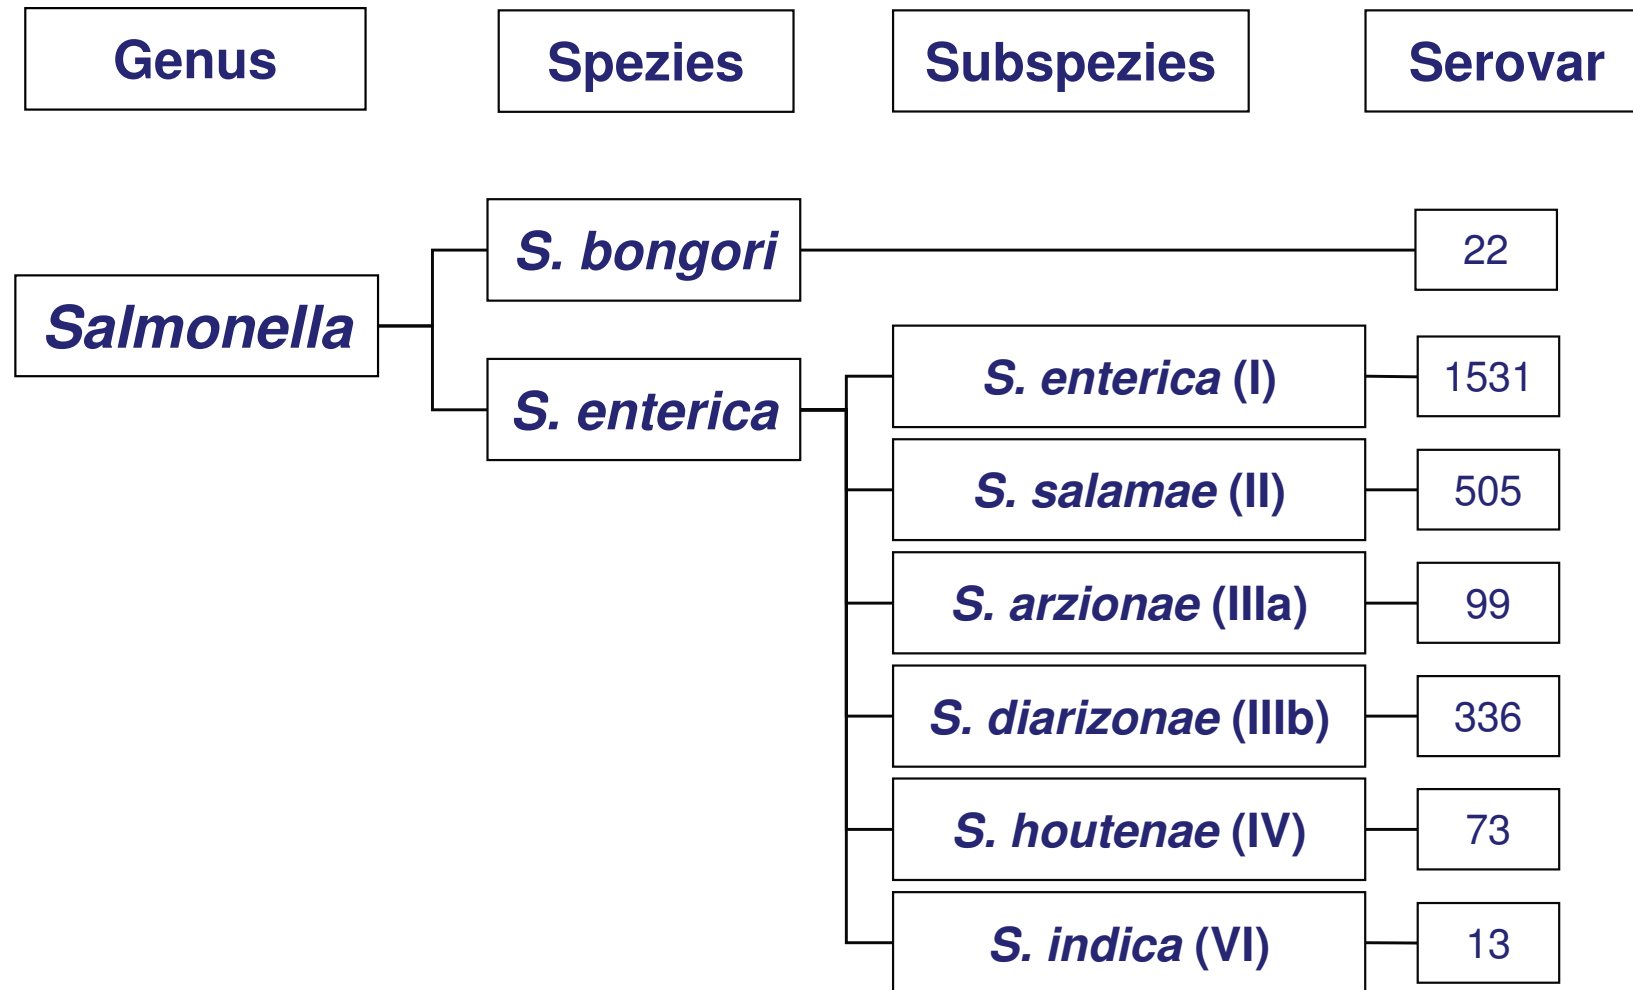 Genus
Spezies
Subspezies
Serovar
Salmonella
S. bongori
22
S. enterica
S. enterica (I)
1531
S. salamae (II)
505
S. arzionae (IIIa)
99
S. diarizonae (IIIb)
336
S. houtenae (IV)
73
S. indica (VI)
13